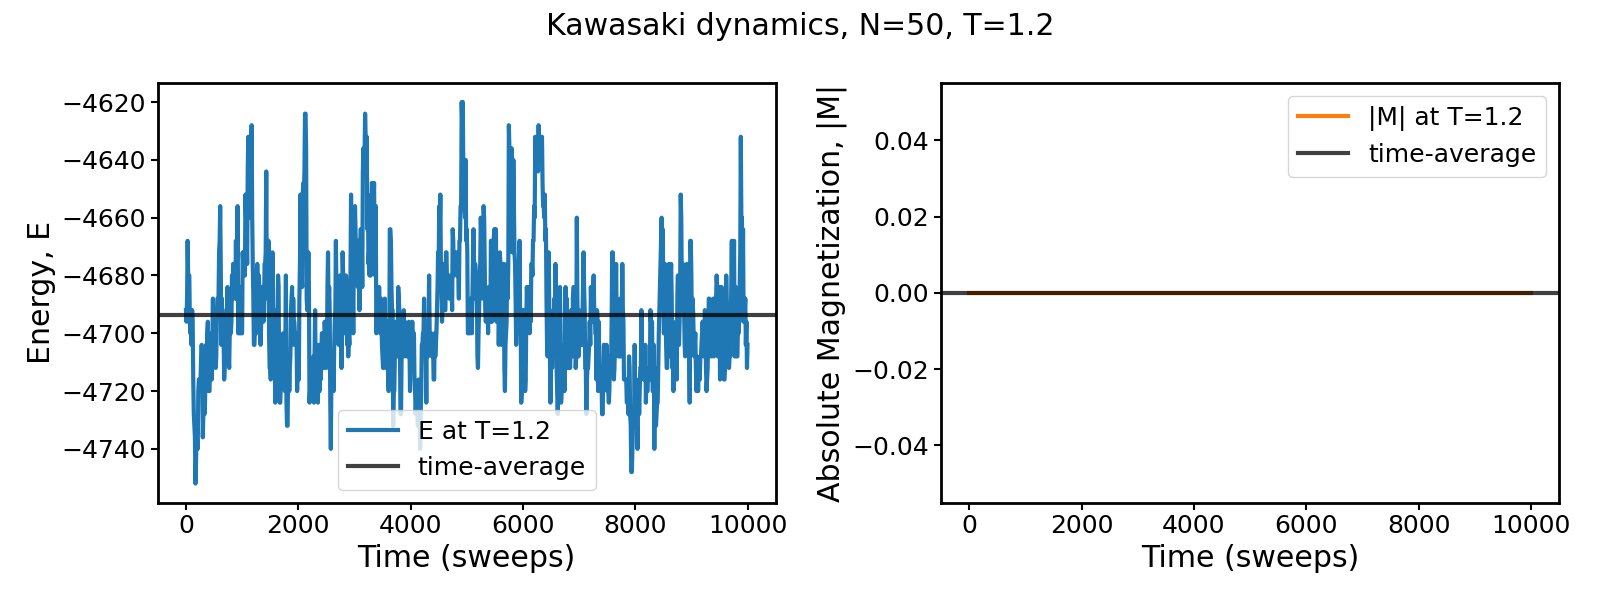 Kawasaki dynamics, N=50, T=1.2
Energy, E
−4620
−4640
−4660
−4680
−4700
−4720
−4740
E at T=1.2
time-average
0 2000 4000 6000 8000 10000
Time (sweeps)
Absolute Magnetization, |M|
0.04
0.02
0.00
−0.02
−0.04
|M| at T=1.2
time-average
0 2000 4000 6000 8000 10000
Time (sweeps)